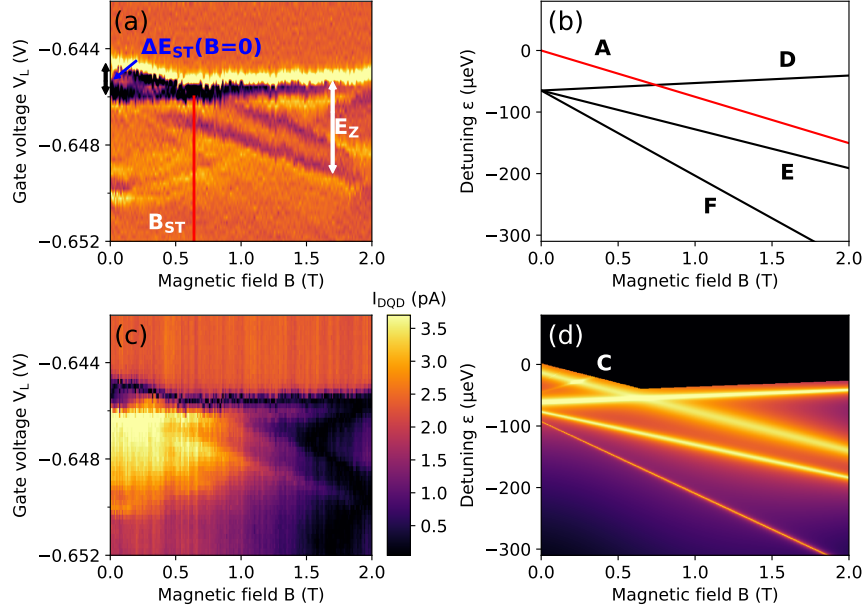 (a)
ΔE_ST(B=0)
E_Z
B_ST
Gate voltage V_L (V)
−0.644
−0.648
−0.652
0.0 0.5 1.0 1.5 2.0
Magnetic field B (T)
(b)
A
D
E
F
Detuning ε (μeV)
0
−100
−200
−300
0.0 0.5 1.0 1.5 2.0
Magnetic field B (T)
(c)
Gate voltage V_L (V)
−0.644
−0.648
−0.652
0.0 0.5 1.0 1.5 2.0
Magnetic field B (T)
I_DQD (pA)
3.5
3.0
2.5
2.0
1.5
1.0
0.5
(d)
C
Detuning ε (μeV)
0
−100
−200
−300
0.0 0.5 1.0 1.5 2.0
Magnetic field B (T)